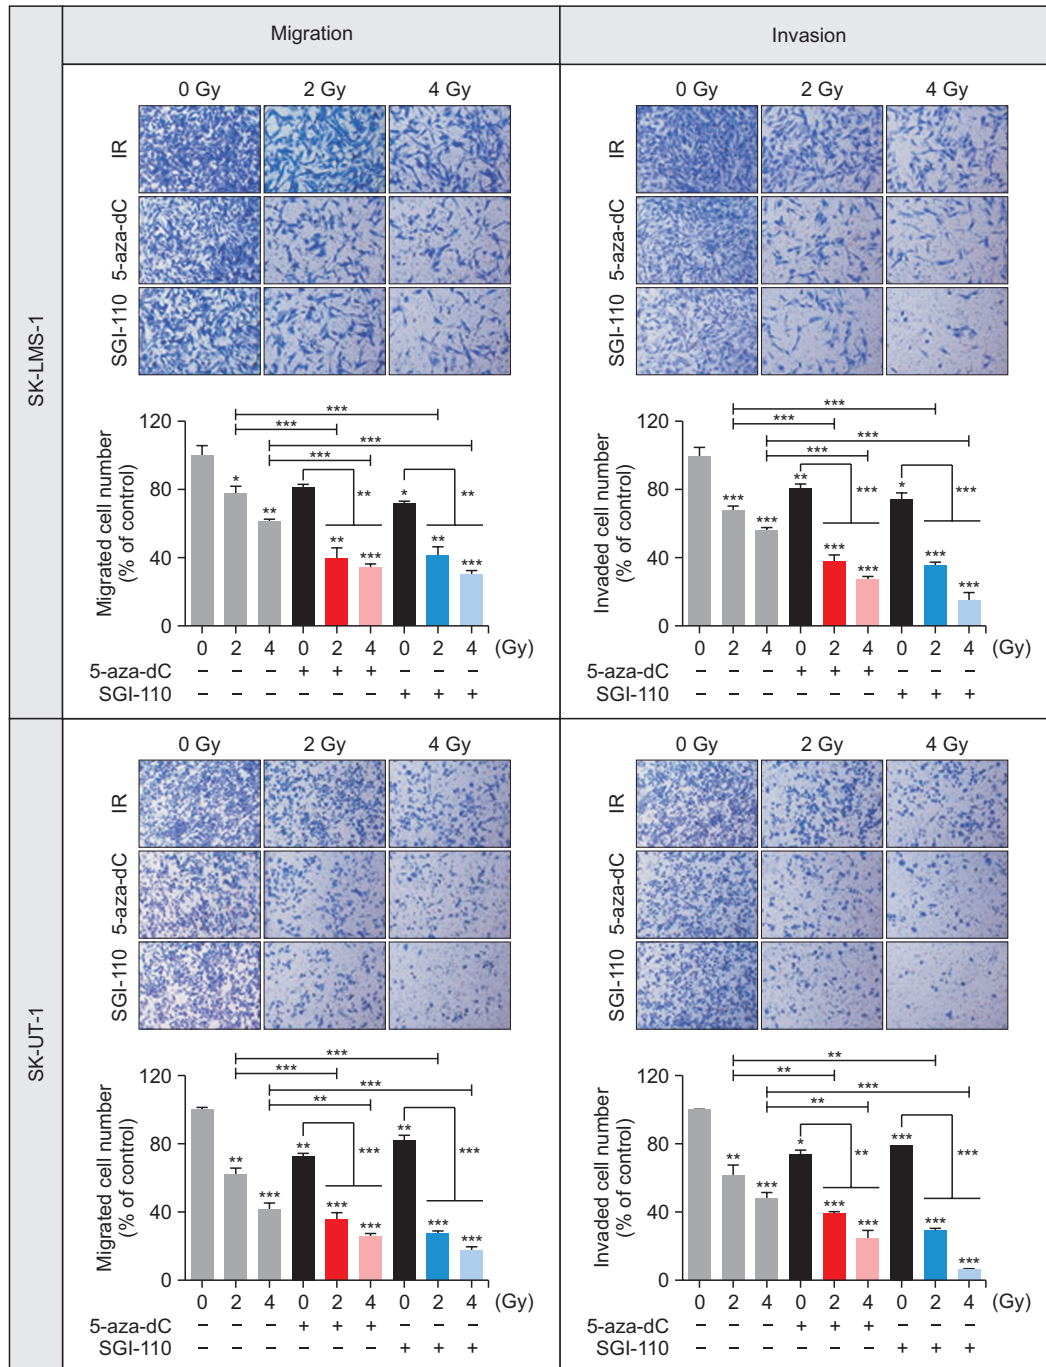 Migration
Invasion
SK-LMS-1
0 Gy 2 Gy 4 Gy
IR
5-aza-dC
SGI-110
*** 
***
***
***
120
80
40
0
Migrated cell number
(% of control)
* ** ** * **
** *** ** ***
0 2 4 0 2 4 0 2 4 (Gy)
5-aza-dC – – – + + + – – –
SGI-110 – – – – – – + + +
0 Gy 2 Gy 4 Gy
IR
5-aza-dC
SGI-110
***
***
***
***
120
80
40
0
Invaded cell number
(% of control)
*** *** ** *** * ***
*** *** *** ***
0 2 4 0 2 4 0 2 4 (Gy)
5-aza-dC – – – + + + – – –
SGI-110 – – – – – – + + +
SK-UT-1
0 Gy 2 Gy 4 Gy
IR
5-aza-dC
SGI-110
***
***
***
**
120
80
40
0
Migrated cell number
(% of control)
** *** ** *** ** ***
*** *** *** ***
0 2 4 0 2 4 0 2 4 (Gy)
5-aza-dC – – – + + + – – –
SGI-110 – – – – – – + + +
0 Gy 2 Gy 4 Gy
IR
5-aza-dC
SGI-110
**
**
***
**
120
80
40
0
Invaded cell number
(% of control)
** *** * ** *** ***
*** *** *** ***
0 2 4 0 2 4 0 2 4 (Gy)
5-aza-dC – – – + + + – – –
SGI-110 – – – – – – + + +